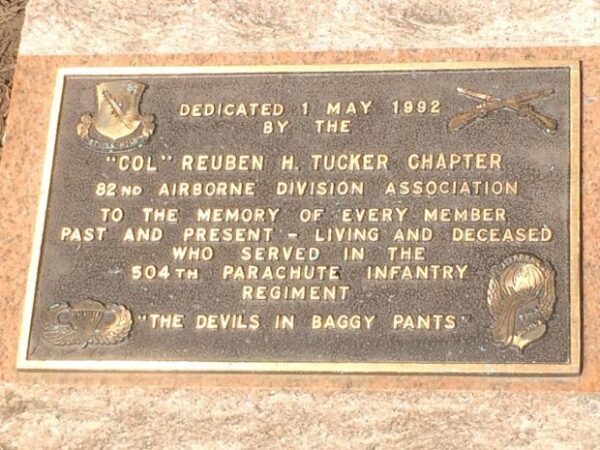 DEDICATED 1 MAY 1992
BY THE
"COL" REUBEN H. TUCKER CHAPTER
82ND AIRBORNE DIVISION ASSOCIATION
TO THE MEMORY OF EVERY MEMBER
PAST AND PRESENT - LIVING AND DECEASED
WHO SERVED IN THE
504TH PARACHUTE INFANTRY
REGIMENT
"THE DEVILS IN BAGGY PANTS"